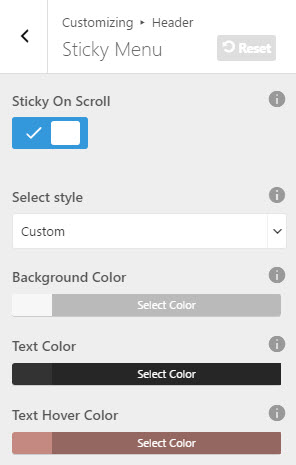 Customizing ▸ Header
Sticky Menu
Reset
Sticky On Scroll
Select style
Custom
Background Color
Select Color
Text Color
Select Color
Text Hover Color
Select Color